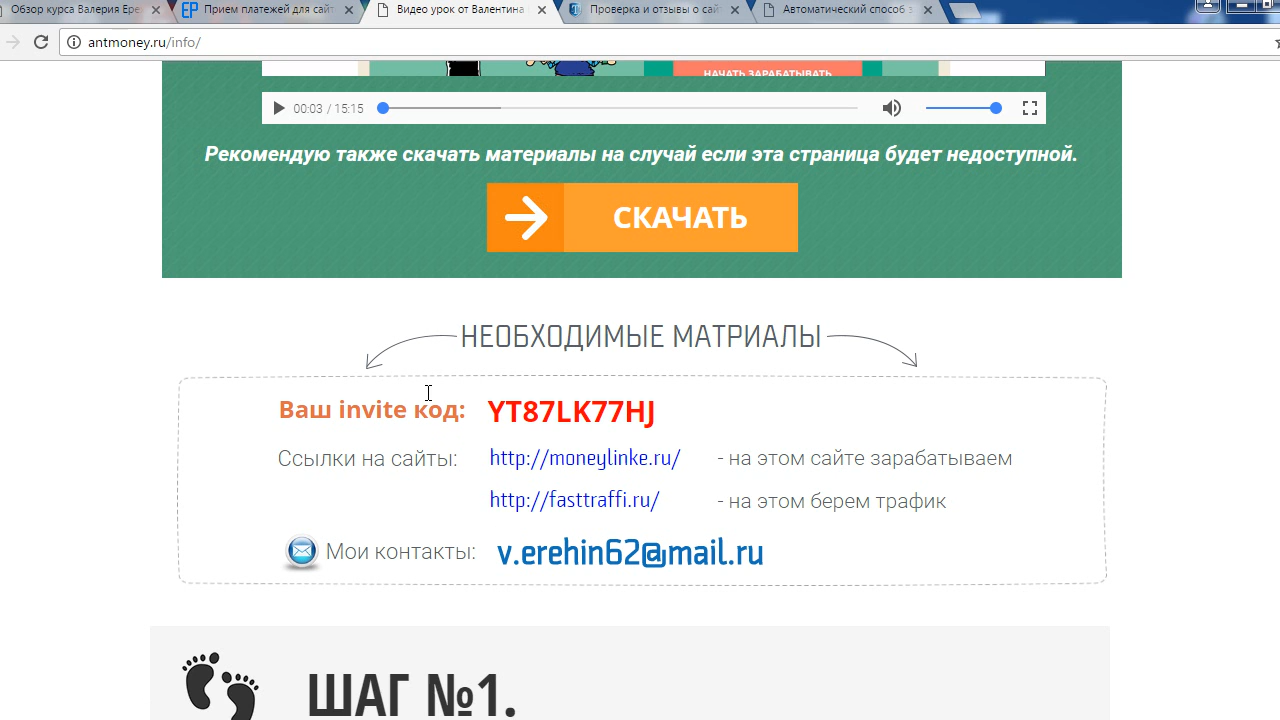 Обзор курса Валерия Ере
Прием платежей для сайт
Видео урок от Валентина
Проверка и отзывы о сай
Автоматический способ з
antmoney.ru/info/
НАЧАТЬ ЗАРАБАТЫВАТЬ
00:03 / 15:15
Рекомендую также скачать материалы на случай если эта страница будет недоступной.
СКАЧАТЬ
НЕОБХОДИМЫЕ МАТРИАЛЫ
Ваш invite код: YT87LK77HJ
Ссылки на сайты: http://moneylinke.ru/ - на этом сайте зарабатываем
http://fasttraffi.ru/ - на этом берем трафик
Мои контакты: v.erehin62@mail.ru
ШАГ №1.